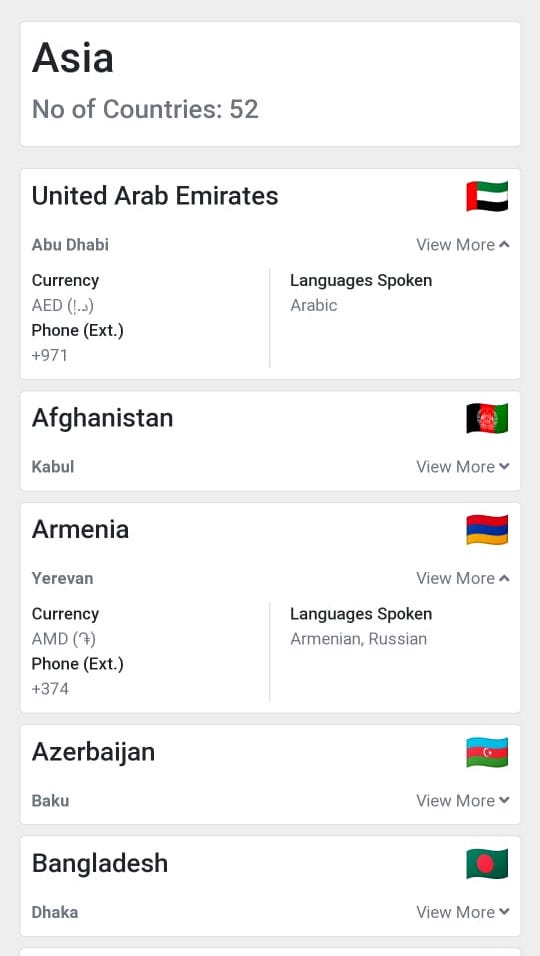 Asia
No of Countries: 52
United Arab Emirates
Abu Dhabi View More
Currency
AED (د.إ)
Phone (Ext.)
+971
Languages Spoken
Arabic
Afghanistan
Kabul View More
Armenia
Yerevan View More
Currency
AMD (֏)
Phone (Ext.)
+374
Languages Spoken
Armenian, Russian
Azerbaijan
Baku View More
Bangladesh
Dhaka View More